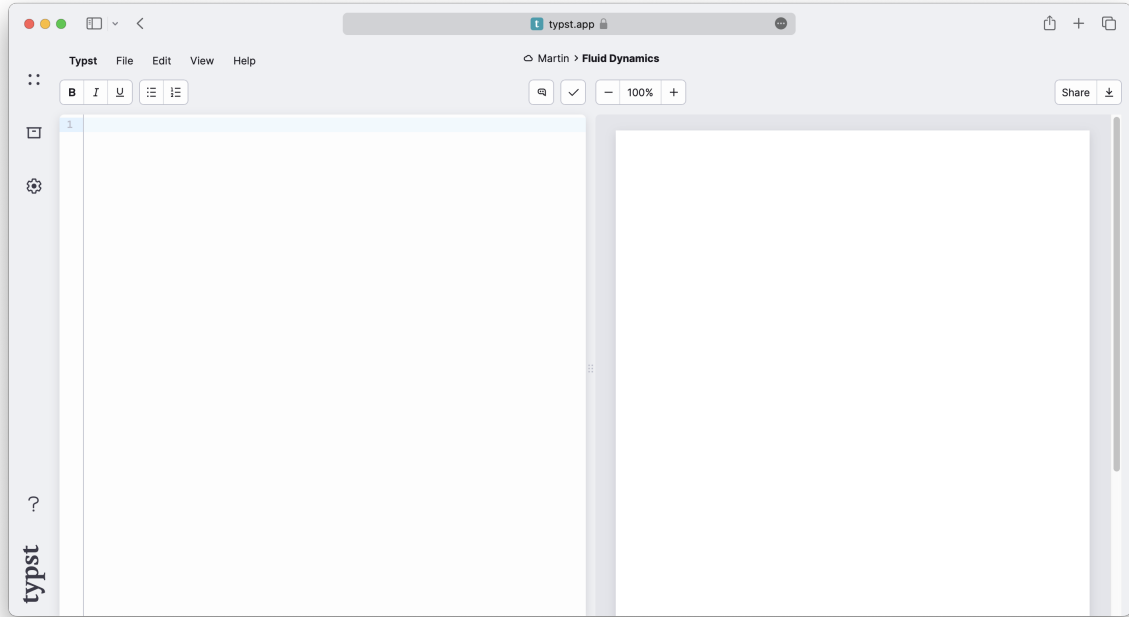 typst.app
Typst File Edit View Help
Martin > Fluid Dynamics
B I U
100%
Share
1
?
typst